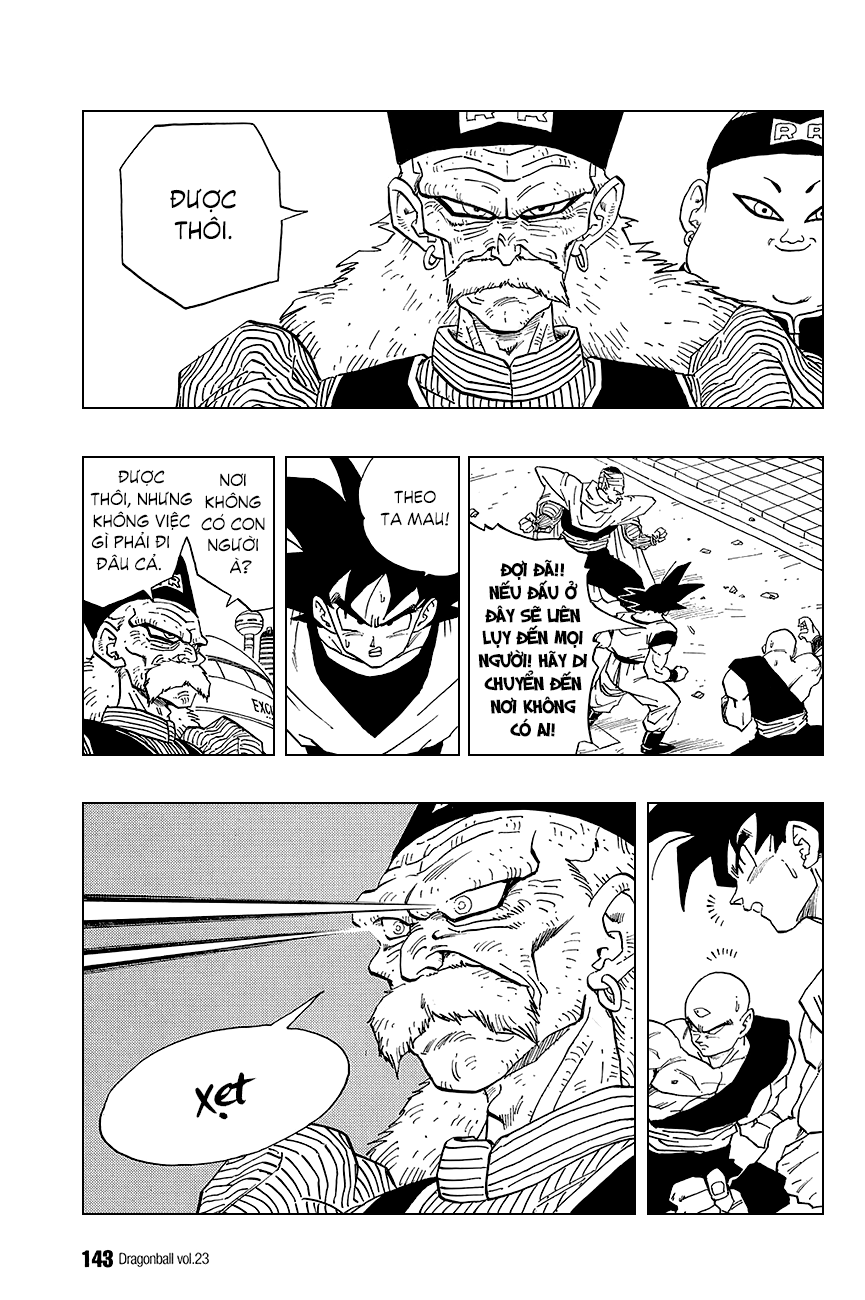 R R
R R
ĐƯỢC
THÔI.
ĐỢI ĐÃ!!
NẾU ĐẤU Ở
ĐÂY SẼ LIÊN
LỤY ĐẾN MỌI
NGƯỜI! HÃY DI
CHUYỂN ĐẾN
NƠI KHÔNG
CÓ AI!
THEO
TA MAU!
NƠI
KHÔNG
CÓ CON
NGƯỜI
À?
ĐƯỢC
THÔI, NHƯNG
KHÔNG VIỆC
GÌ PHẢI ĐI
ĐÂU CẢ.
EXC
xẹt
143 Dragonball vol.23